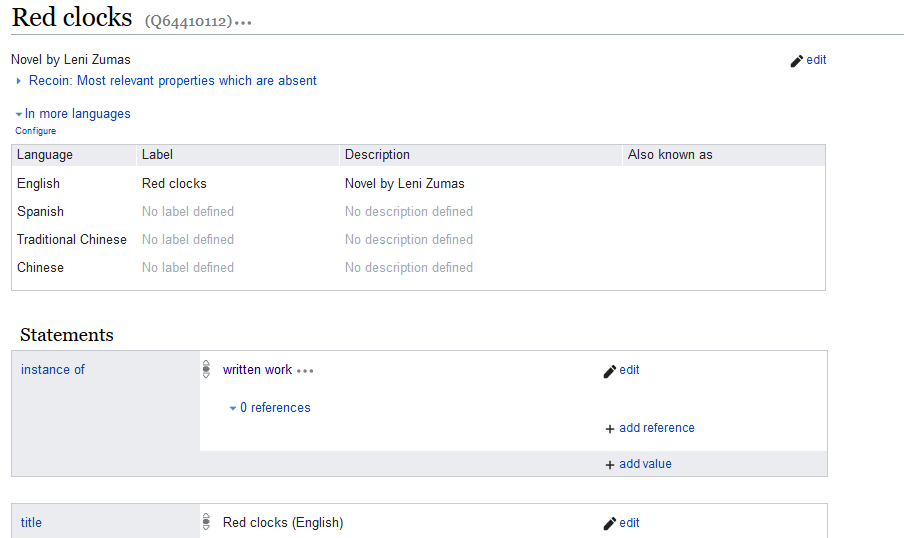 Red clocks (Q64410112)
Novel by Leni Zumas edit
Recoin: Most relevant properties which are absent
In more languages
Configure
Language Label Description Also known as
English Red clocks Novel by Leni Zumas
Spanish No label defined No description defined
Traditional Chinese No label defined No description defined
Chinese No label defined No description defined
Statements
instance of written work edit
0 references
+ add reference
+ add value
title Red clocks (English) edit